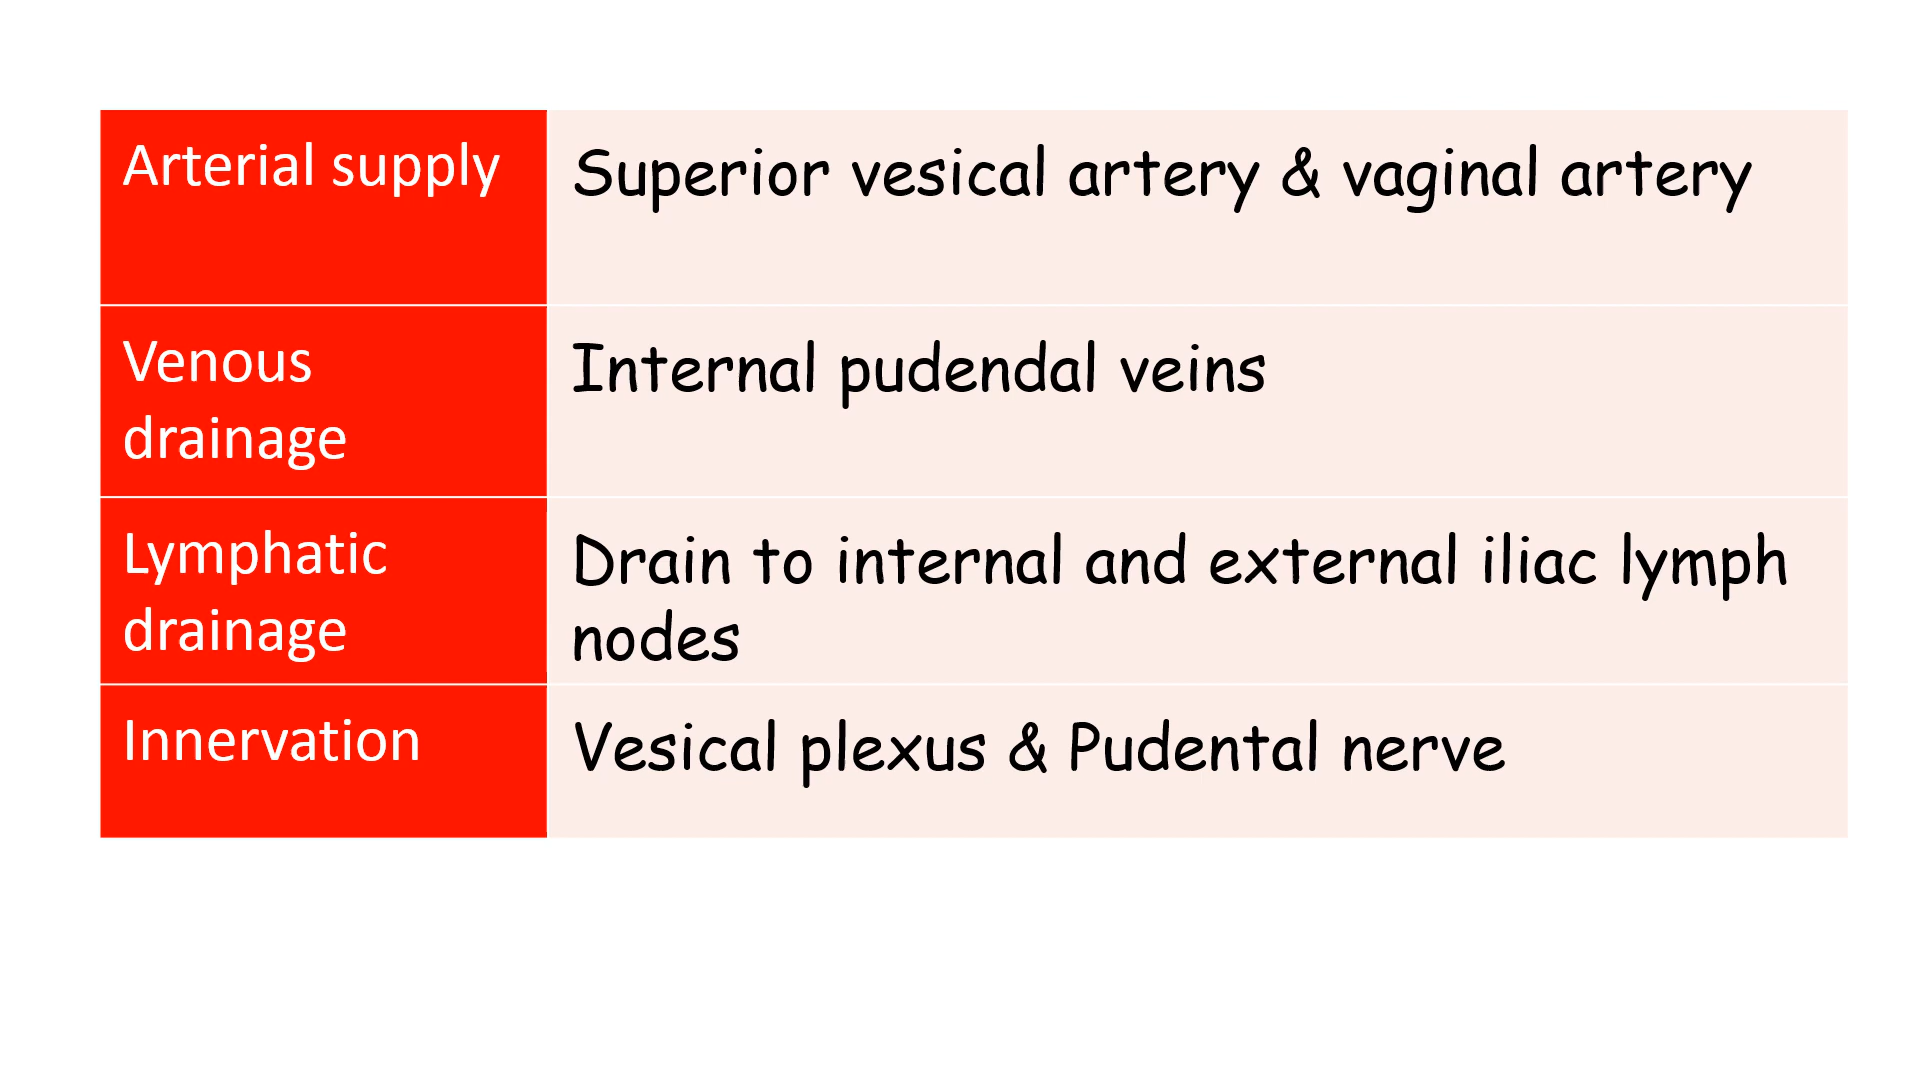 Arterial supply
Superior vesical artery & vaginal artery
Venous
drainage
Internal pudendal veins
Lymphatic
drainage
Drain to internal and external iliac lymph
nodes
Innervation
Vesical plexus & Pudental nerve